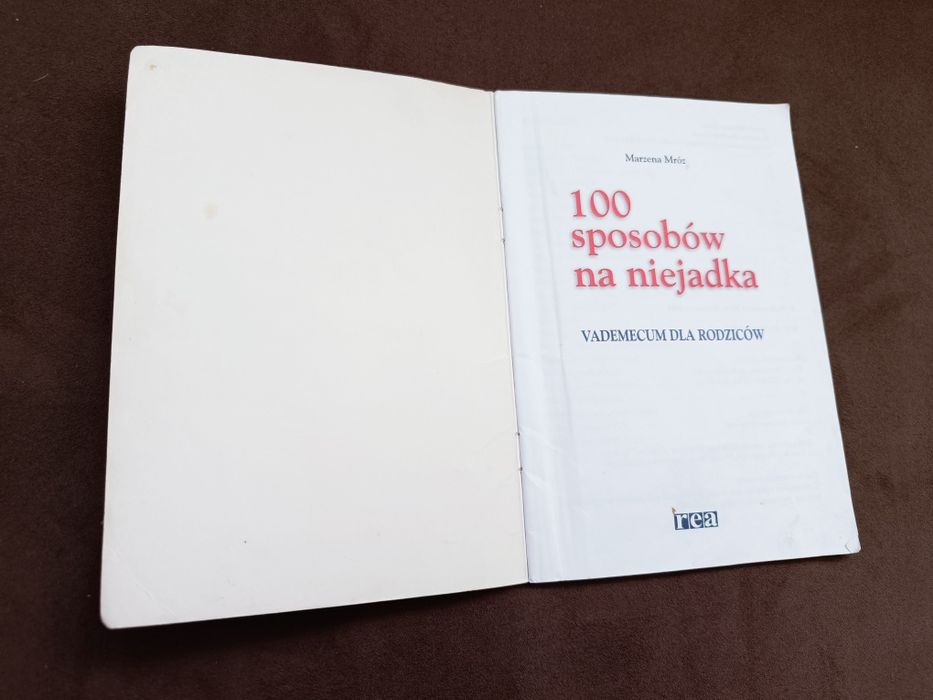 Marzena Mróz
100
sposobów
na niejadka
VADEMECUM DLA RODZICÓW
rea